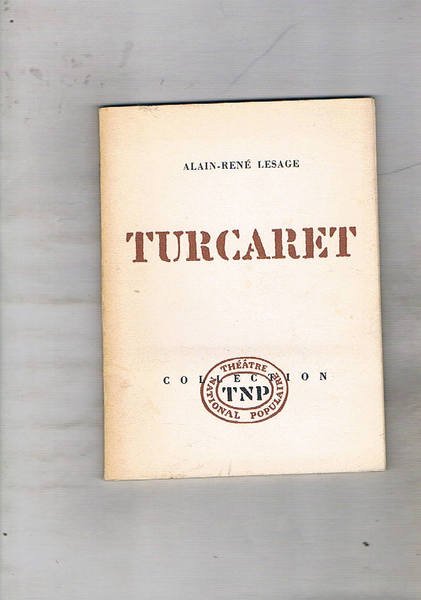 ALAIN-RENÉ LESAGE
TURCARET
COLLECTION
THÉÂTRE
NATIONAL POPULAIRE
TNP